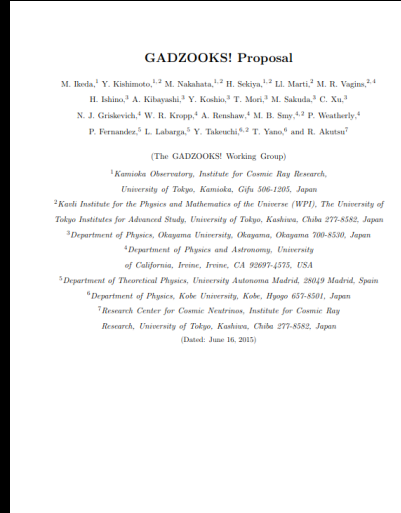 GADZOOKS! Proposal
M. Ikeda,¹ Y. Kishimoto,¹,² M. Nakahata,¹,² H. Sekiya,¹,² Ll. Marti,² M. R. Vagins,²,⁴
H. Ishino,³ A. Kibayashi,³ Y. Koshio,³ T. Mori,³ M. Sakuda,³ C. Xu,³
N. J. Griskevich,⁴ W. R. Kropp,⁴ A. Renshaw,⁴ M. B. Smy,⁴,² P. Weatherly,⁴
P. Fernandez,⁵ L. Labarga,⁵ Y. Takeuchi,⁶,² T. Yano,⁶ and R. Akutsu⁷
(The GADZOOKS! Working Group)
¹Kamioka Observatory, Institute for Cosmic Ray Research,
University of Tokyo, Kamioka, Gifu 506-1205, Japan
²Kavli Institute for the Physics and Mathematics of the Universe (WPI), The University of
Tokyo Institutes for Advanced Study, University of Tokyo, Kashiwa, Chiba 277-8582, Japan
³Department of Physics, Okayama University, Okayama, Okayama 700-8530, Japan
⁴Department of Physics and Astronomy, University
of California, Irvine, Irvine, CA 92697-4575, USA
⁵Department of Theoretical Physics, University Autonoma Madrid, 28049 Madrid, Spain
⁶Department of Physics, Kobe University, Kobe, Hyogo 657-8501, Japan
⁷Research Center for Cosmic Neutrinos, Institute for Cosmic Ray
Research, University of Tokyo, Kashiwa, Chiba 277-8582, Japan
(Dated: June 16, 2015)